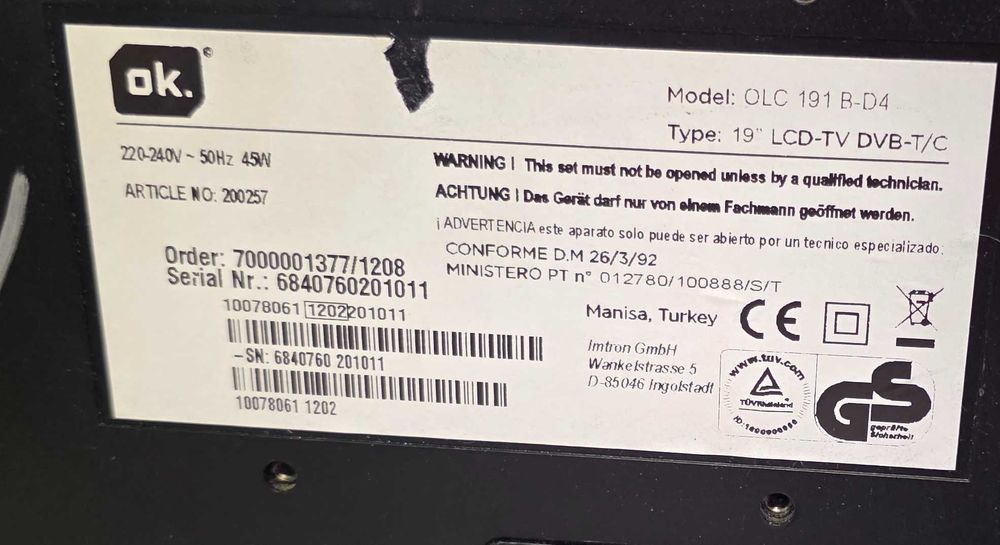 ok.
Model: OLC 191 B-D4
Type: 19" LCD-TV DVB-T/C
220-240V ~ 50Hz 45W
ARTICLE NO: 200257
WARNING ! This set must not be opened unless by a qualified technician.
ACHTUNG ! Das Gerät darf nur von einem Fachmann geöffnet werden.
¡ ADVERTENCIA este aparato solo puede ser abierto por un tecnico especializado.
CONFORME D.M 26/3/92
MINISTERO PT n° 012780/100888/S/T
Order: 7000001377/1208
Serial Nr.: 6840760201011
10078061 1202201011
-SN: 6840760 201011
10078061 1202
Manisa, Turkey
CE
Imtron GmbH
Wankelstrasse 5
D-85046 Ingolstadt
www.tuv.com
TÜVRheinland
GS
geprüfte
Sicherheit